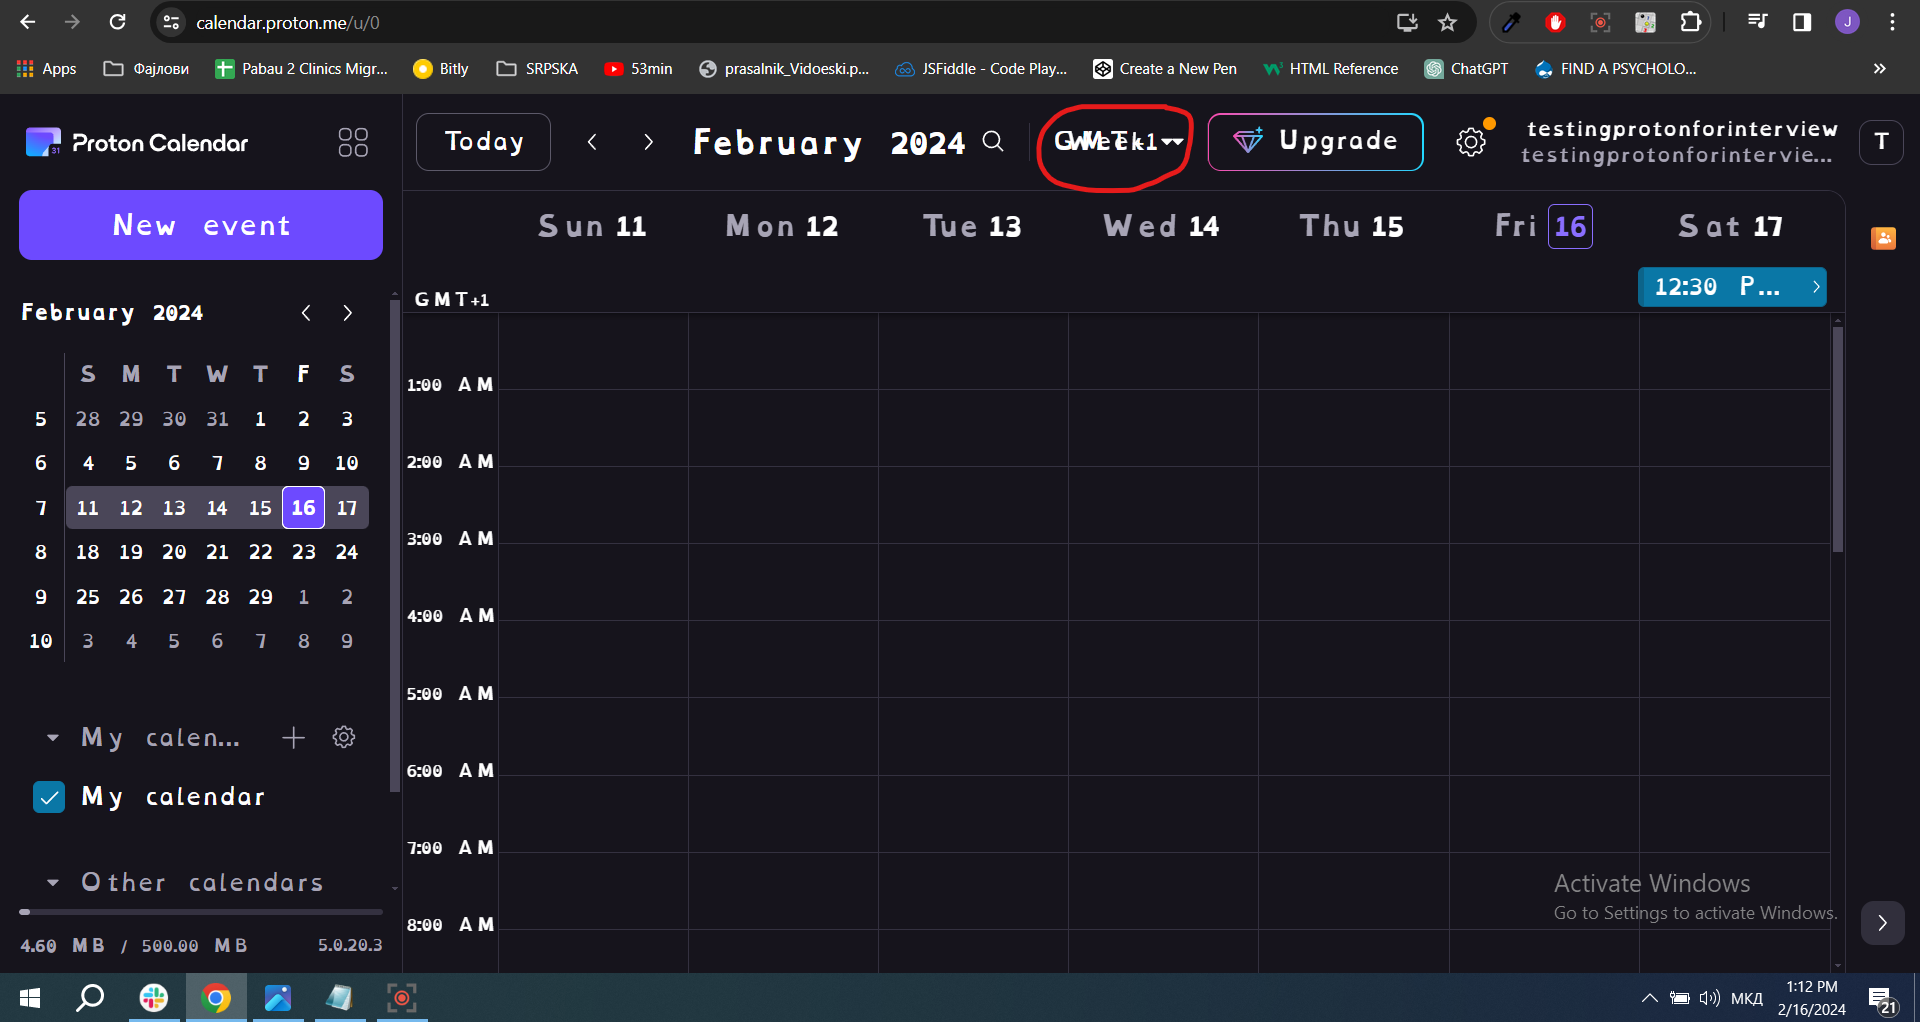 calendar.proton.me/u/0
J
Apps
Фајлови
Pabau 2 Clinics Migr...
Bitly
SRPSKA
53min
prasalnik_Vidoeski.p...
JSFiddle - Code Play...
Create a New Pen
HTML Reference
ChatGPT
FIND A PSYCHOLO...
»
31
Proton Calendar
Today
February 2024
GMT+1
Week
Upgrade
testingprotonforinterview
testingprotonforintervie...
T
New event
Sun 11
Mon 12
Tue 13
Wed 14
Thu 15
Fri 16
Sat 17
12:30 P...
GMT+1
February 2024
S M T W T F S
5 28 29 30 31 1 2 3
6 4 5 6 7 8 9 10
7 11 12 13 14 15 16 17
8 18 19 20 21 22 23 24
9 25 26 27 28 29 1 2
10 3 4 5 6 7 8 9
1:00 AM
2:00 AM
3:00 AM
4:00 AM
5:00 AM
6:00 AM
7:00 AM
8:00 AM
My calen...
My calendar
Other calendars
4.60 MB / 500.00 MB
5.0.20.3
Activate Windows
Go to Settings to activate Windows.
МКД
1:12 PM
2/16/2024
21